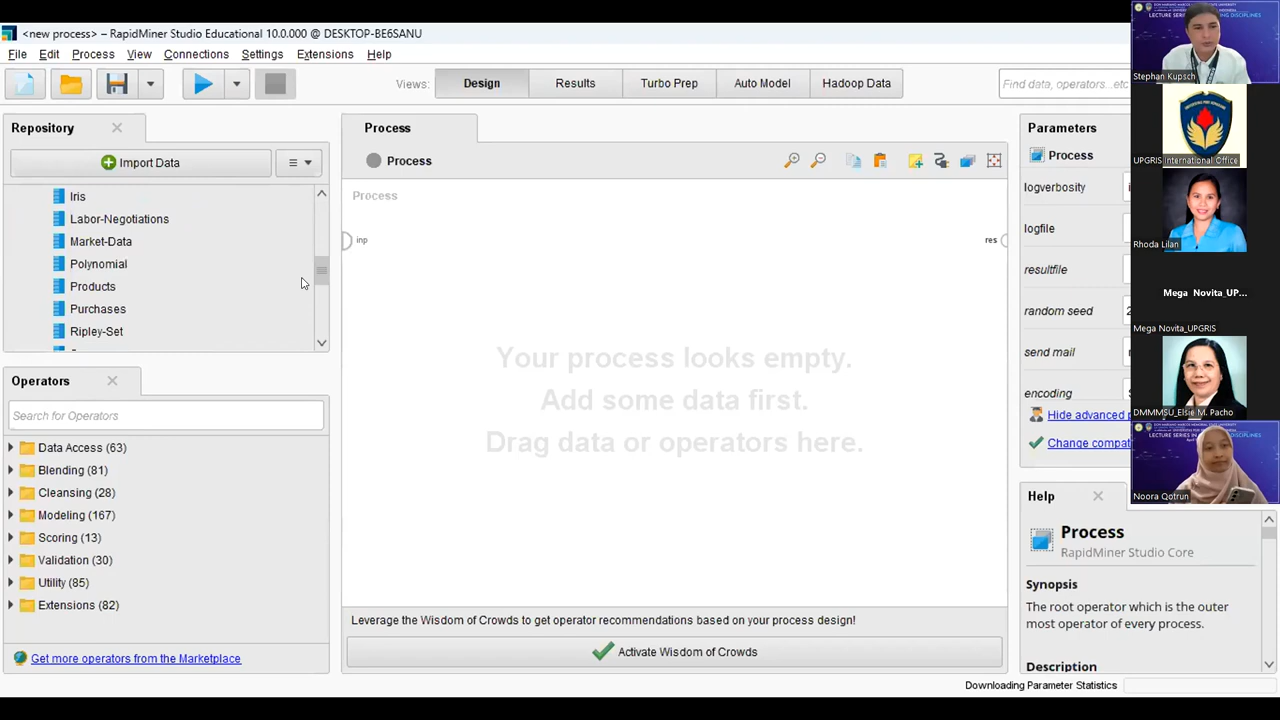 <new process> – RapidMiner Studio Educational 10.0.000 @ DESKTOP-BE6SANU
File Edit Process View Connections Settings Extensions Help
Views: Design Results Turbo Prep Auto Model Hadoop Data
Find data, operators...etc
Repository
Import Data
Iris
Labor-Negotiations
Market-Data
Polynomial
Products
Purchases
Ripley-Set
Operators
Search for Operators
Data Access (63)
Blending (81)
Cleansing (28)
Modeling (167)
Scoring (13)
Validation (30)
Utility (85)
Extensions (82)
Get more operators from the Marketplace
Process
Process
Process
inp
res
Your process looks empty.
Add some data first.
data or operators here.
Leverage the Wisdom of Crowds to get operator recommendations based on your process design!
Activate Wisdom of Crowds
Parameters
Process
logverbosity
logfile
resultfile
random seed
2
send mail
encoding
Hide advanced
Change compat
Help
Process
RapidMiner Studio Core
Synopsis
The root operator which is the outer
most operator of every process.
Description
Downloading Parameter Statistics
Stephan Kupsch
UPGRIS International Office
Rhoda Lilan
Mega Novita_UP...
Mega Novita_UPGRIS
DMMMSU_Elsie M. Pacho
Noora Qotrun